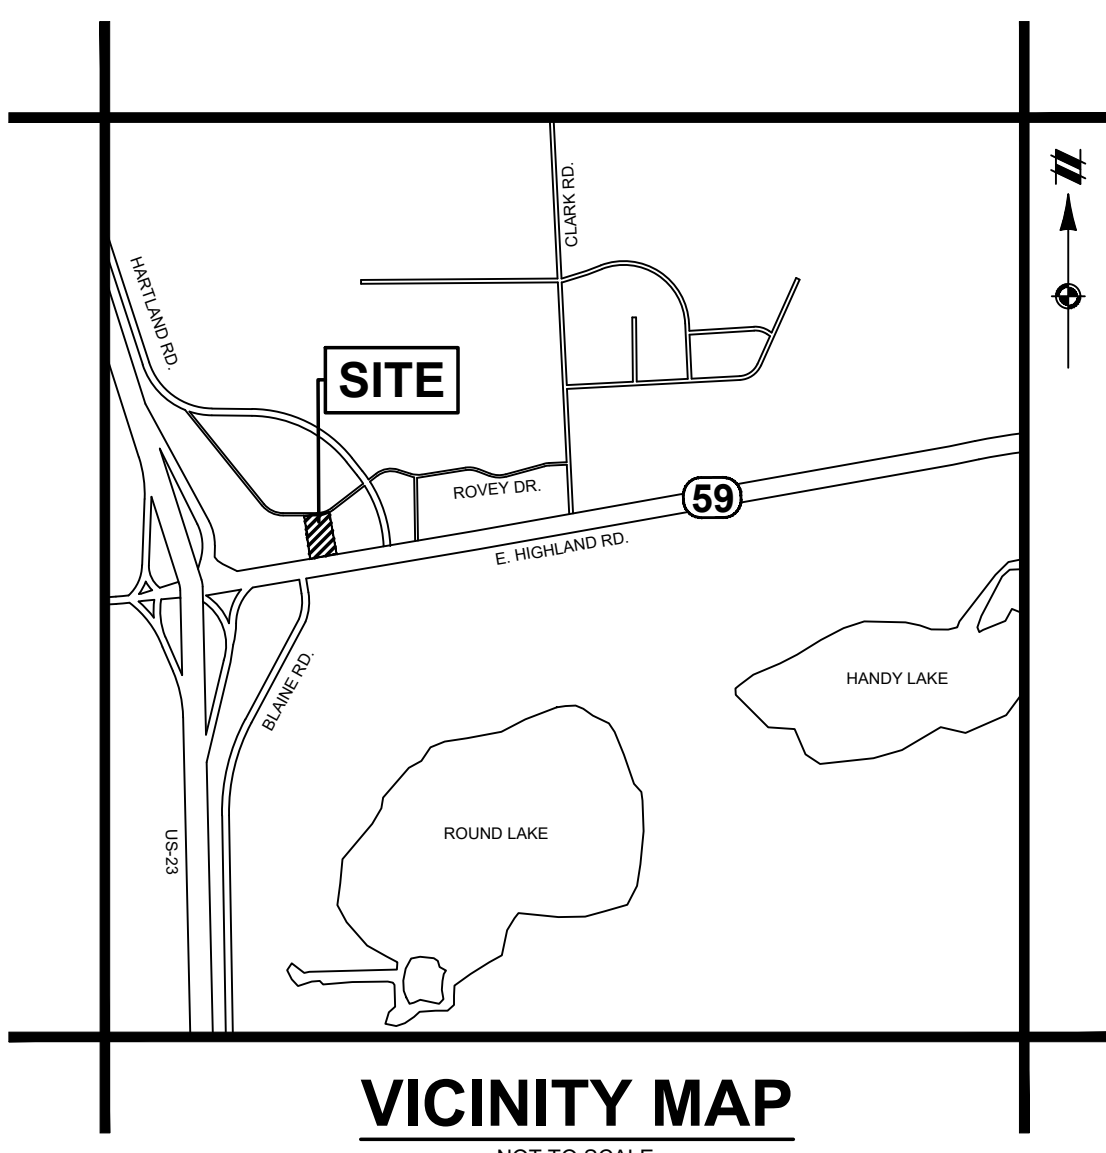 CLARK RD.
HARTLAND RD.
SITE
ROVEY DR.
59
E. HIGHLAND RD.
BLAINE RD.
HANDY LAKE
ROUND LAKE
US-23
VICINITY MAP
NOT TO SCALE